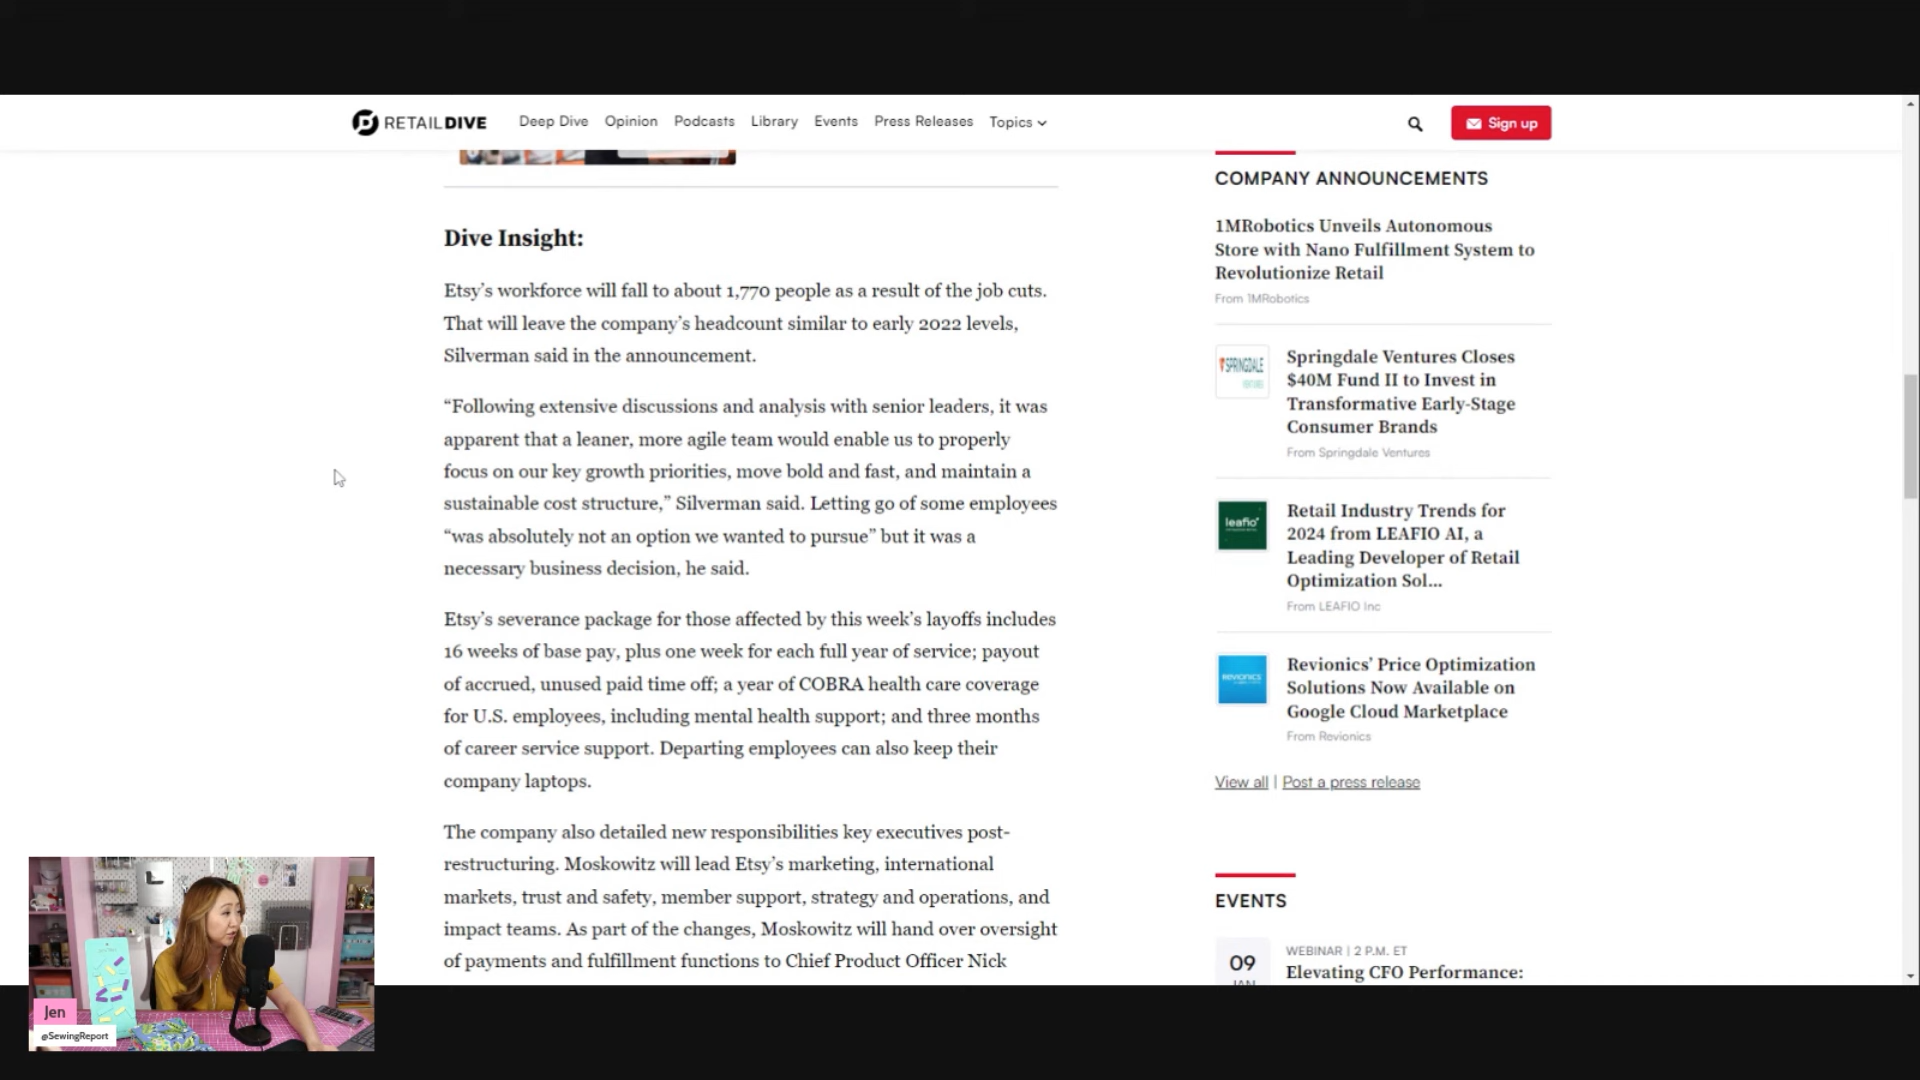 RETAILDIVE
Deep Dive
Opinion
Podcasts
Library
Events
Press Releases
Topics
Sign up
Dive Insight:
Etsy's workforce will fall to about 1,770 people as a result of the job cuts.
That will leave the company's headcount similar to early 2022 levels,
Silverman said in the announcement.
“Following extensive discussions and analysis with senior leaders, it was
apparent that a leaner, more agile team would enable us to properly
focus on our key growth priorities, move bold and fast, and maintain a
sustainable cost structure,” Silverman said. Letting go of some employees
“was absolutely not an option we wanted to pursue” but it was a
necessary business decision, he said.
Etsy's severance package for those affected by this week's layoffs includes
16 weeks of base pay, plus one week for each full year of service; payout
of accrued, unused paid time off; a year of COBRA health care coverage
for U.S. employees, including mental health support; and three months
of career service support. Departing employees can also keep their
company laptops.
The company also detailed new responsibilities key executives post-
restructuring. Moskowitz will lead Etsy's marketing, international
markets, trust and safety, member support, strategy and operations, and
impact teams. As part of the changes, Moskowitz will hand over oversight
of payments and fulfillment functions to Chief Product Officer Nick
COMPANY ANNOUNCEMENTS
1MRobotics Unveils Autonomous
Store with Nano Fulfillment System to
Revolutionize Retail
From 1MRobotics
SPRINGDALE
Springdale Ventures Closes
$40M Fund II to Invest in
Transformative Early-Stage
Consumer Brands
From Springdale Ventures
leafio
Retail Industry Trends for
2024 from LEAFIO AI, a
Leading Developer of Retail
Optimization Sol...
From LEAFIO Inc
REVIONICS
Revionics' Price Optimization
Solutions Now Available on
Google Cloud Marketplace
From Revionics
View all | Post a press release
EVENTS
09
JAN
WEBINAR | 2 P.M. ET
Elevating CFO Performance:
Jen
@SewingReport